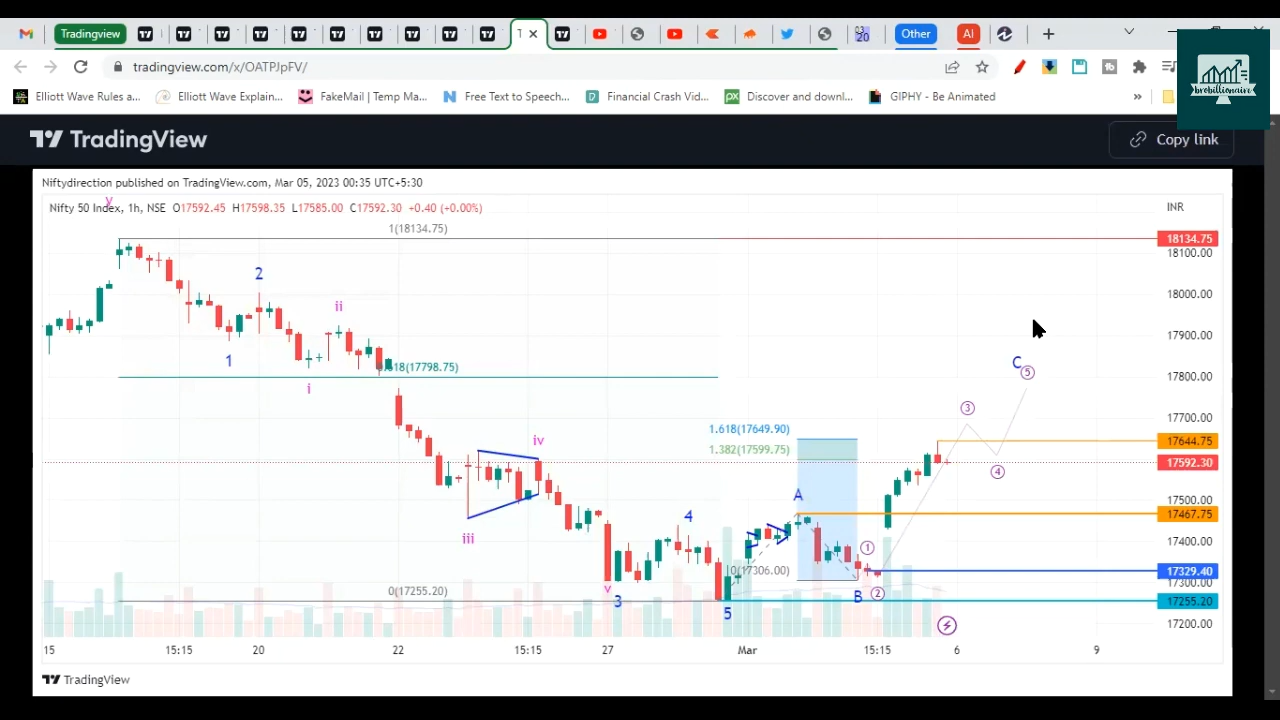 Tradingview
T
Other
AI
tradingview.com/x/OATPJpFV/
Elliott Wave Rules a...
Elliott Wave Explain...
FakeMail | Temp Ma...
Free Text to Speech...
Financial Crash Vid...
Discover and downl...
GIPHY - Be Animated
»
brobillionaire
TradingView
Copy link
Niftydirection published on TradingView.com, Mar 05, 2023 00:35 UTC+5:30
Nifty 50 Index, 1h, NSE O17592.45 H17598.35 L17585.00 C17592.30 +0.40 (+0.00%)
INR
v
1(18134.75)
18134.75
18100.00
2
18000.00
ii
17900.00
1
C
0.618(17798.75)
⑤
17800.00
i
③
17700.00
1.618(17649.90)
iv
17644.75
1.382(17599.75)
17592.30
④
A
17500.00
4
17467.75
iii
17400.00
①
0(17306.00)
17329.40
17300.00
0(17255.20)
v
B
②
3
17255.20
5
17200.00
15
15:15
20
22
15:15
27
Mar
15:15
6
9
TradingView